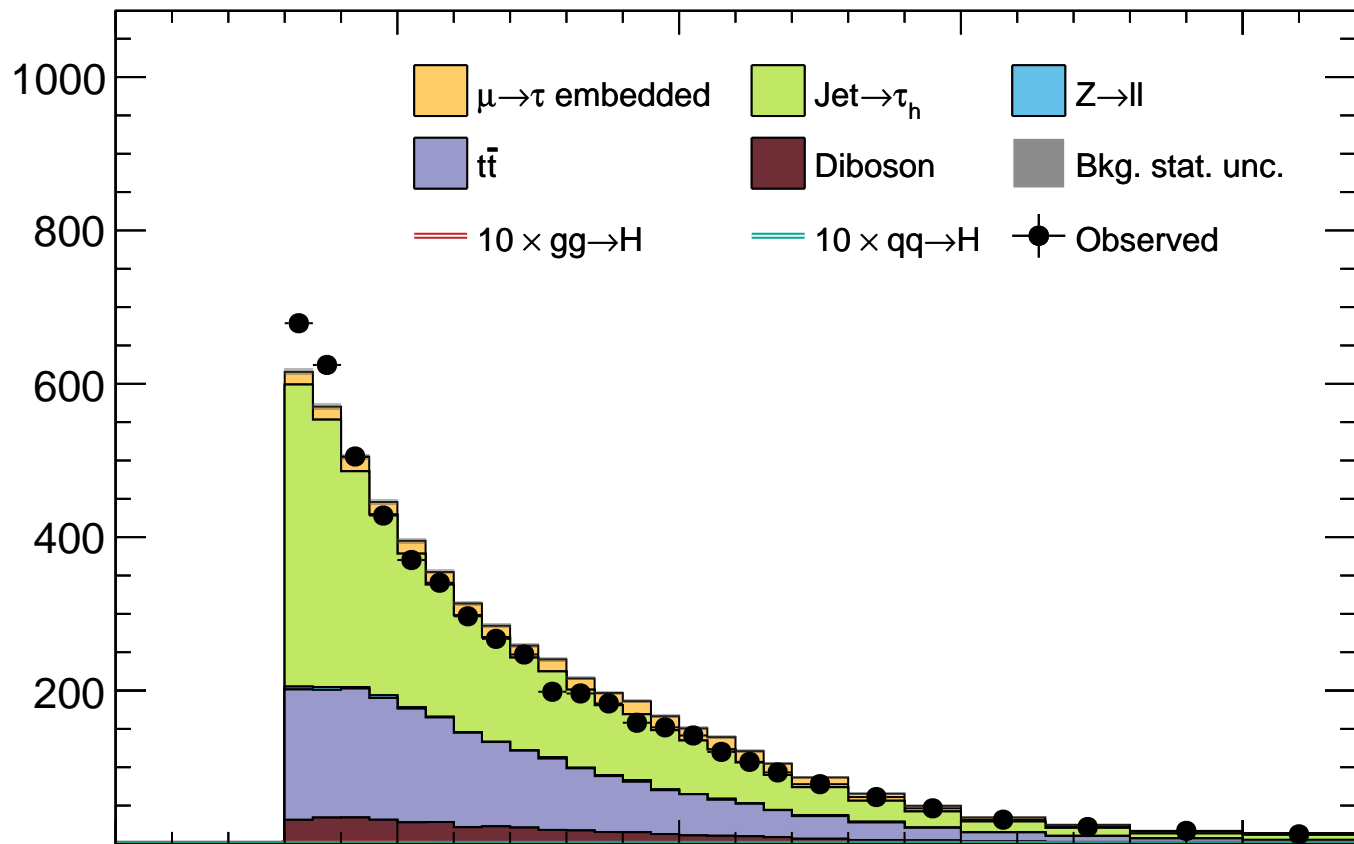 1000
μ→τ embedded Jet→τh Z→ll
tt̄ Diboson Bkg. stat. unc.
800
10 × gg→H 10 × qq→H Observed
600
400
200